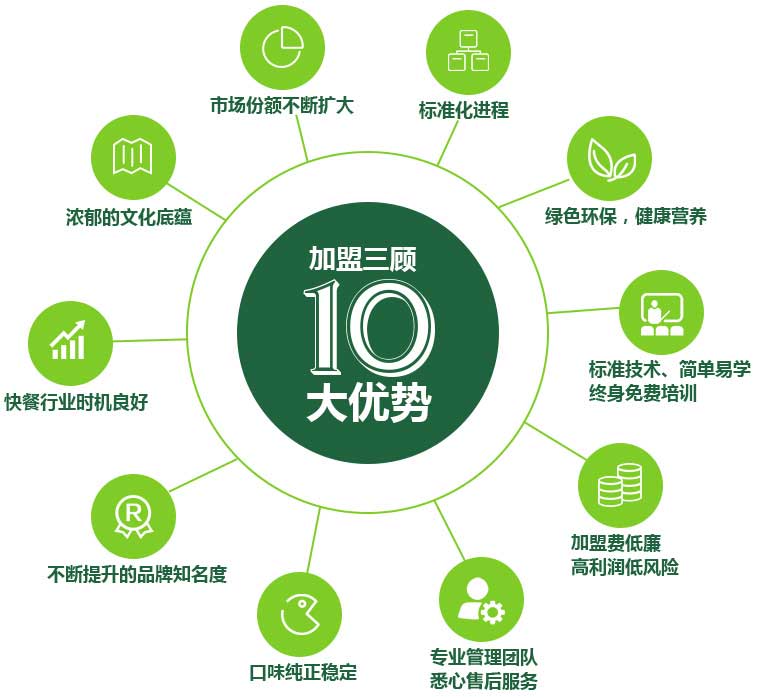 市场份额不断扩大
标准化进程
浓郁的文化底蕴
绿色环保，健康营养
加盟三顾
10
大优势
标准技术、简单易学
终身免费培训
快餐行业时机良好
加盟费低廉
高利润低风险
R
不断提升的品牌知名度
口味纯正稳定
专业管理团队
悉心售后服务